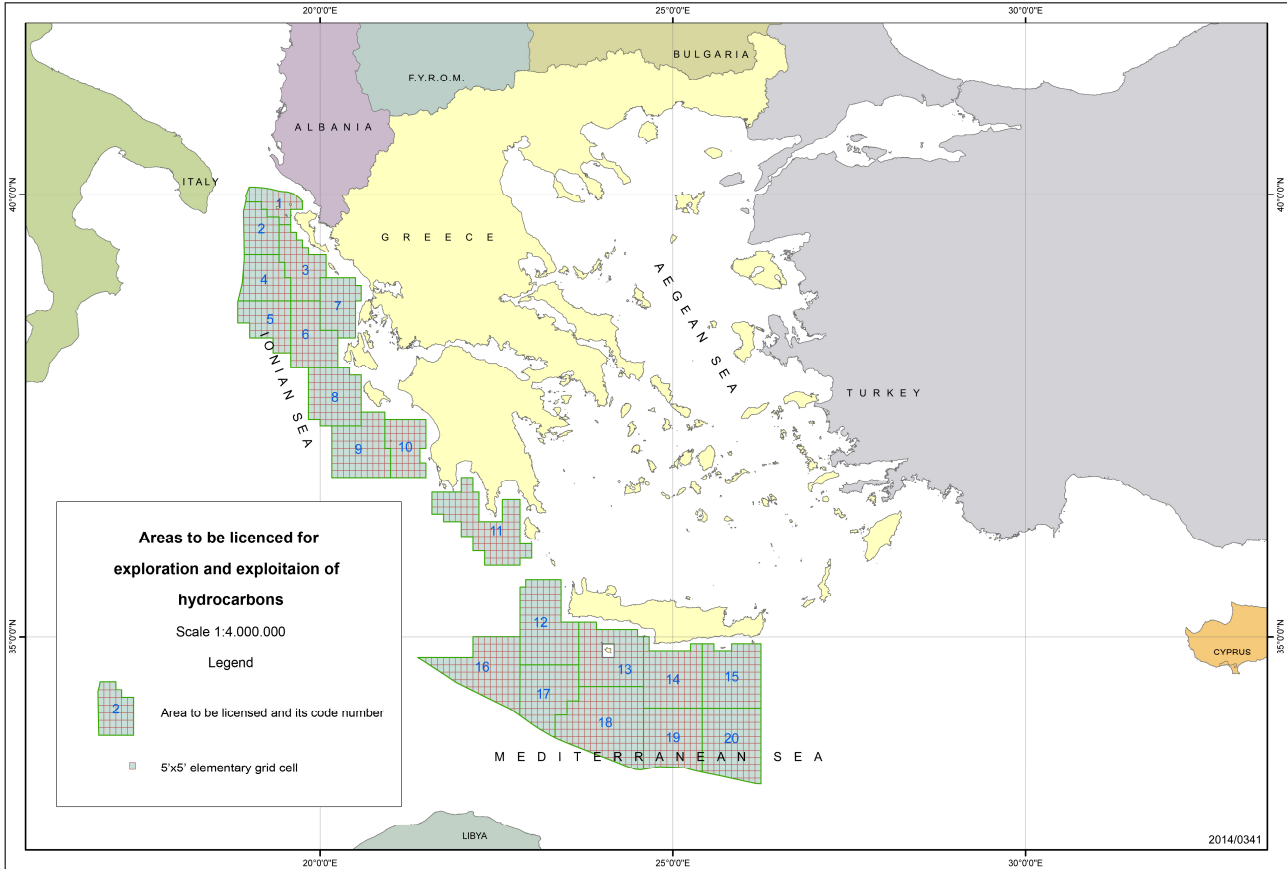 20°0'0"E 25°0'0"E 30°0'0"E
BULGARIA
F.Y.R.O.M.
ALBANIA
ITALY
40°0'0"N 40°0'0"N
1
2
GREECE
3
4
AEGEAN SEA
7
5
6
IONIAN SEA
TURKEY
8
9
10
11
Areas to be licenced for
exploration and exploitaion of
hydrocarbons
Scale 1:4.000.000
Legend
2 Area to be licensed and its code number
5'x5' elementary grid cell
12
35°0'0"N 35°0'0"N
CYPRUS
16
13
14
15
17
18
19
20
MEDITERRANEAN SEA
LIBYA
2014/0341
20°0'0"E 25°0'0"E 30°0'0"E